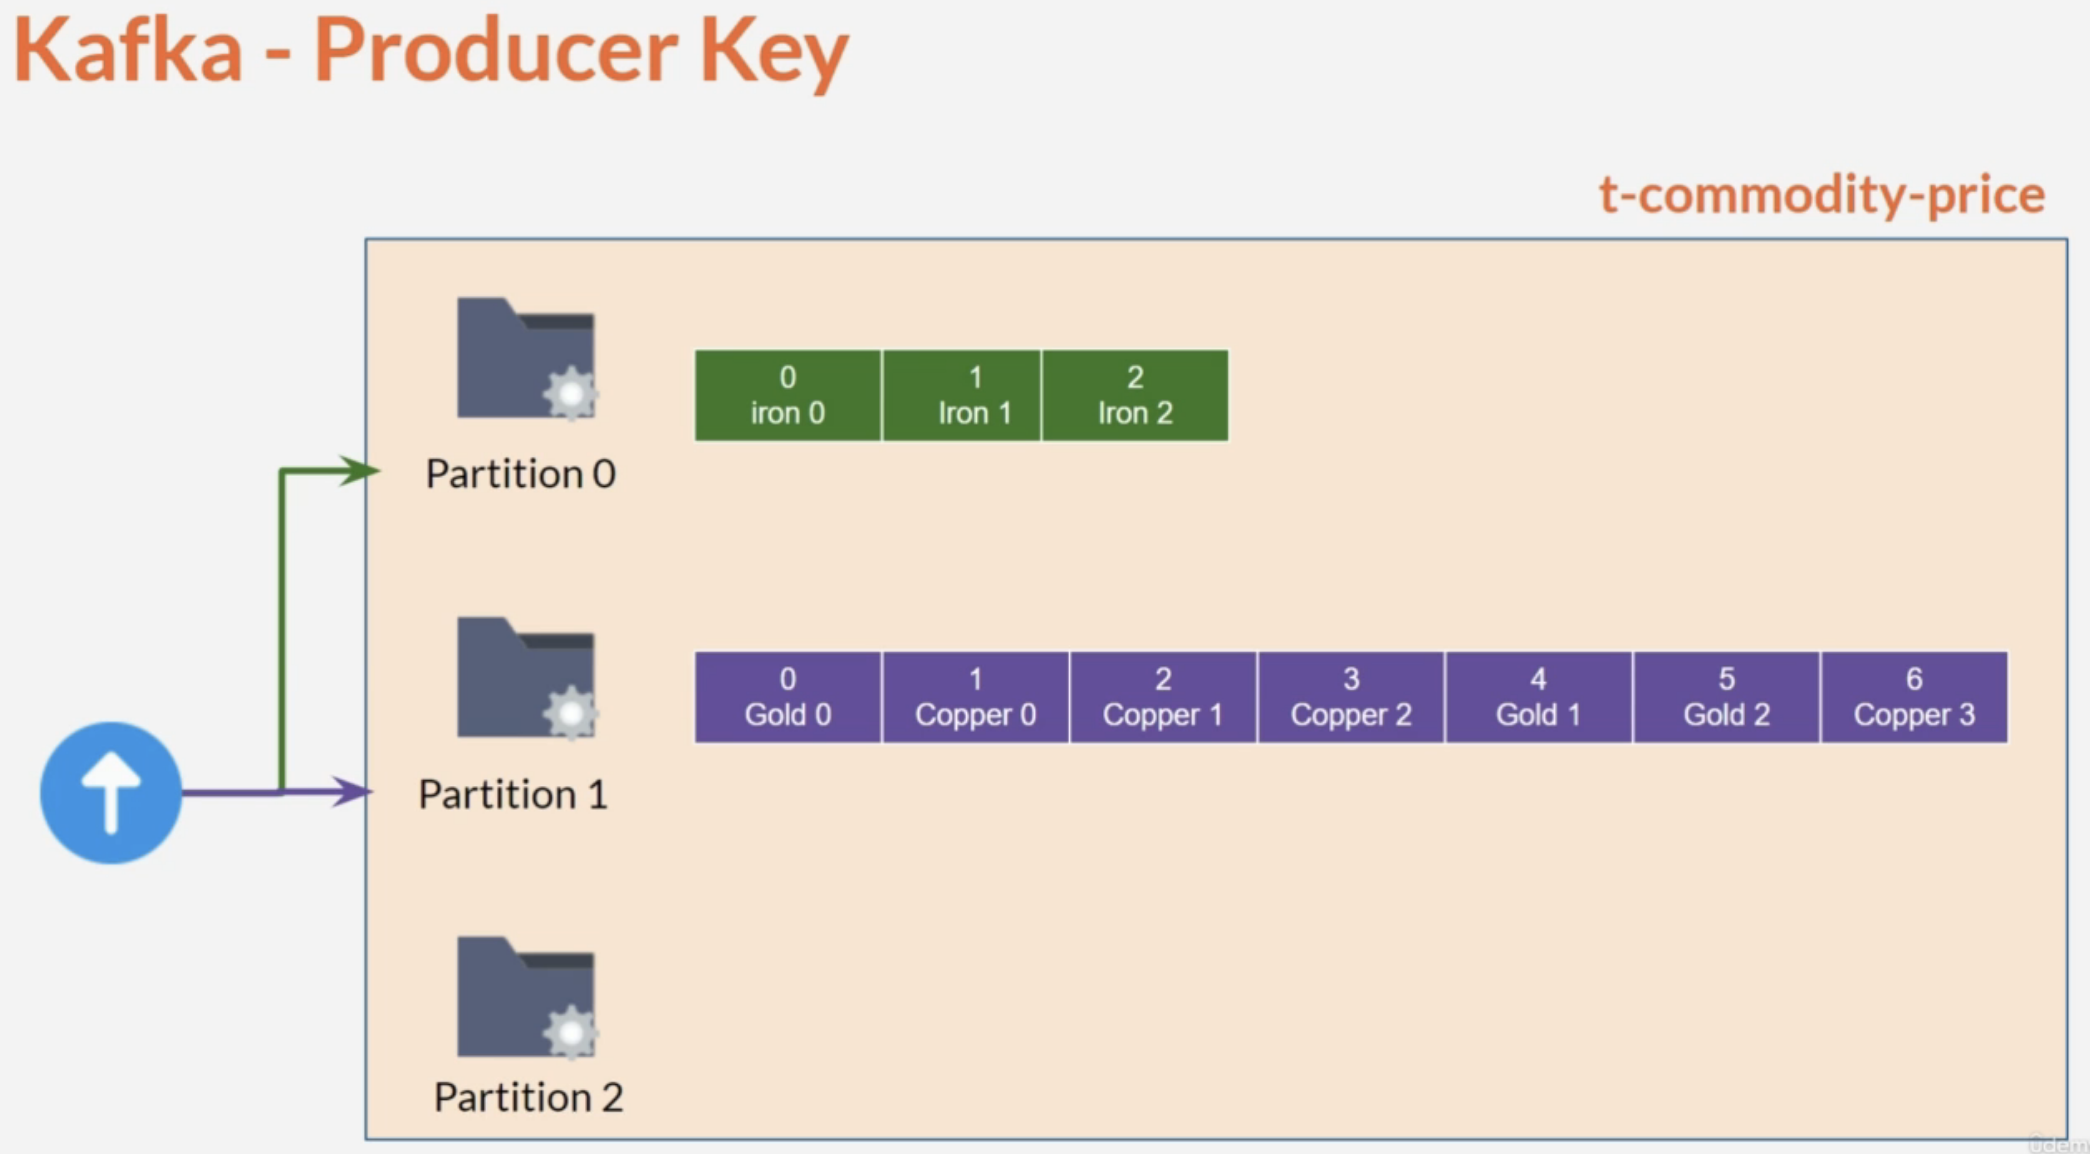 Kafka - Producer Key
t-commodity-price
0
iron 0
1
Iron 1
2
Iron 2
Partition 0
0
Gold 0
1
Copper 0
2
Copper 1
3
Copper 2
4
Gold 1
5
Gold 2
6
Copper 3
Partition 1
Partition 2